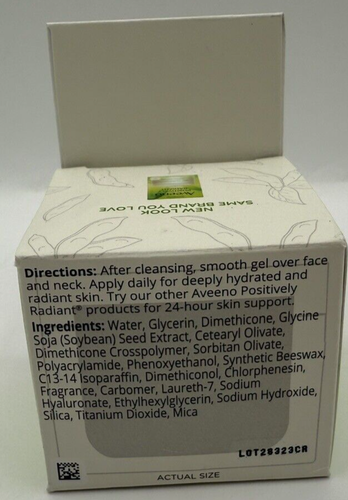 Aveeno
NEW LOOK
SAME BRAND YOU LOVE
Directions: After cleansing, smooth gel over face
and neck. Apply daily for deeply hydrated and
radiant skin. Try our other Aveeno Positively
Radiant® products for 24-hour skin support.
Ingredients: Water, Glycerin, Dimethicone, Glycine
Soja (Soybean) Seed Extract, Cetearyl Olivate,
Dimethicone Crosspolymer, Sorbitan Olivate,
Polyacrylamide, Phenoxyethanol, Synthetic Beeswax,
C13-14 Isoparaffin, Dimethiconol, Chlorphenesin,
Fragrance, Carbomer, Laureth-7, Sodium
Hyaluronate, Ethylhexylglycerin, Sodium Hydroxide,
Silica, Titanium Dioxide, Mica
LOT28323CA
ACTUAL SIZE